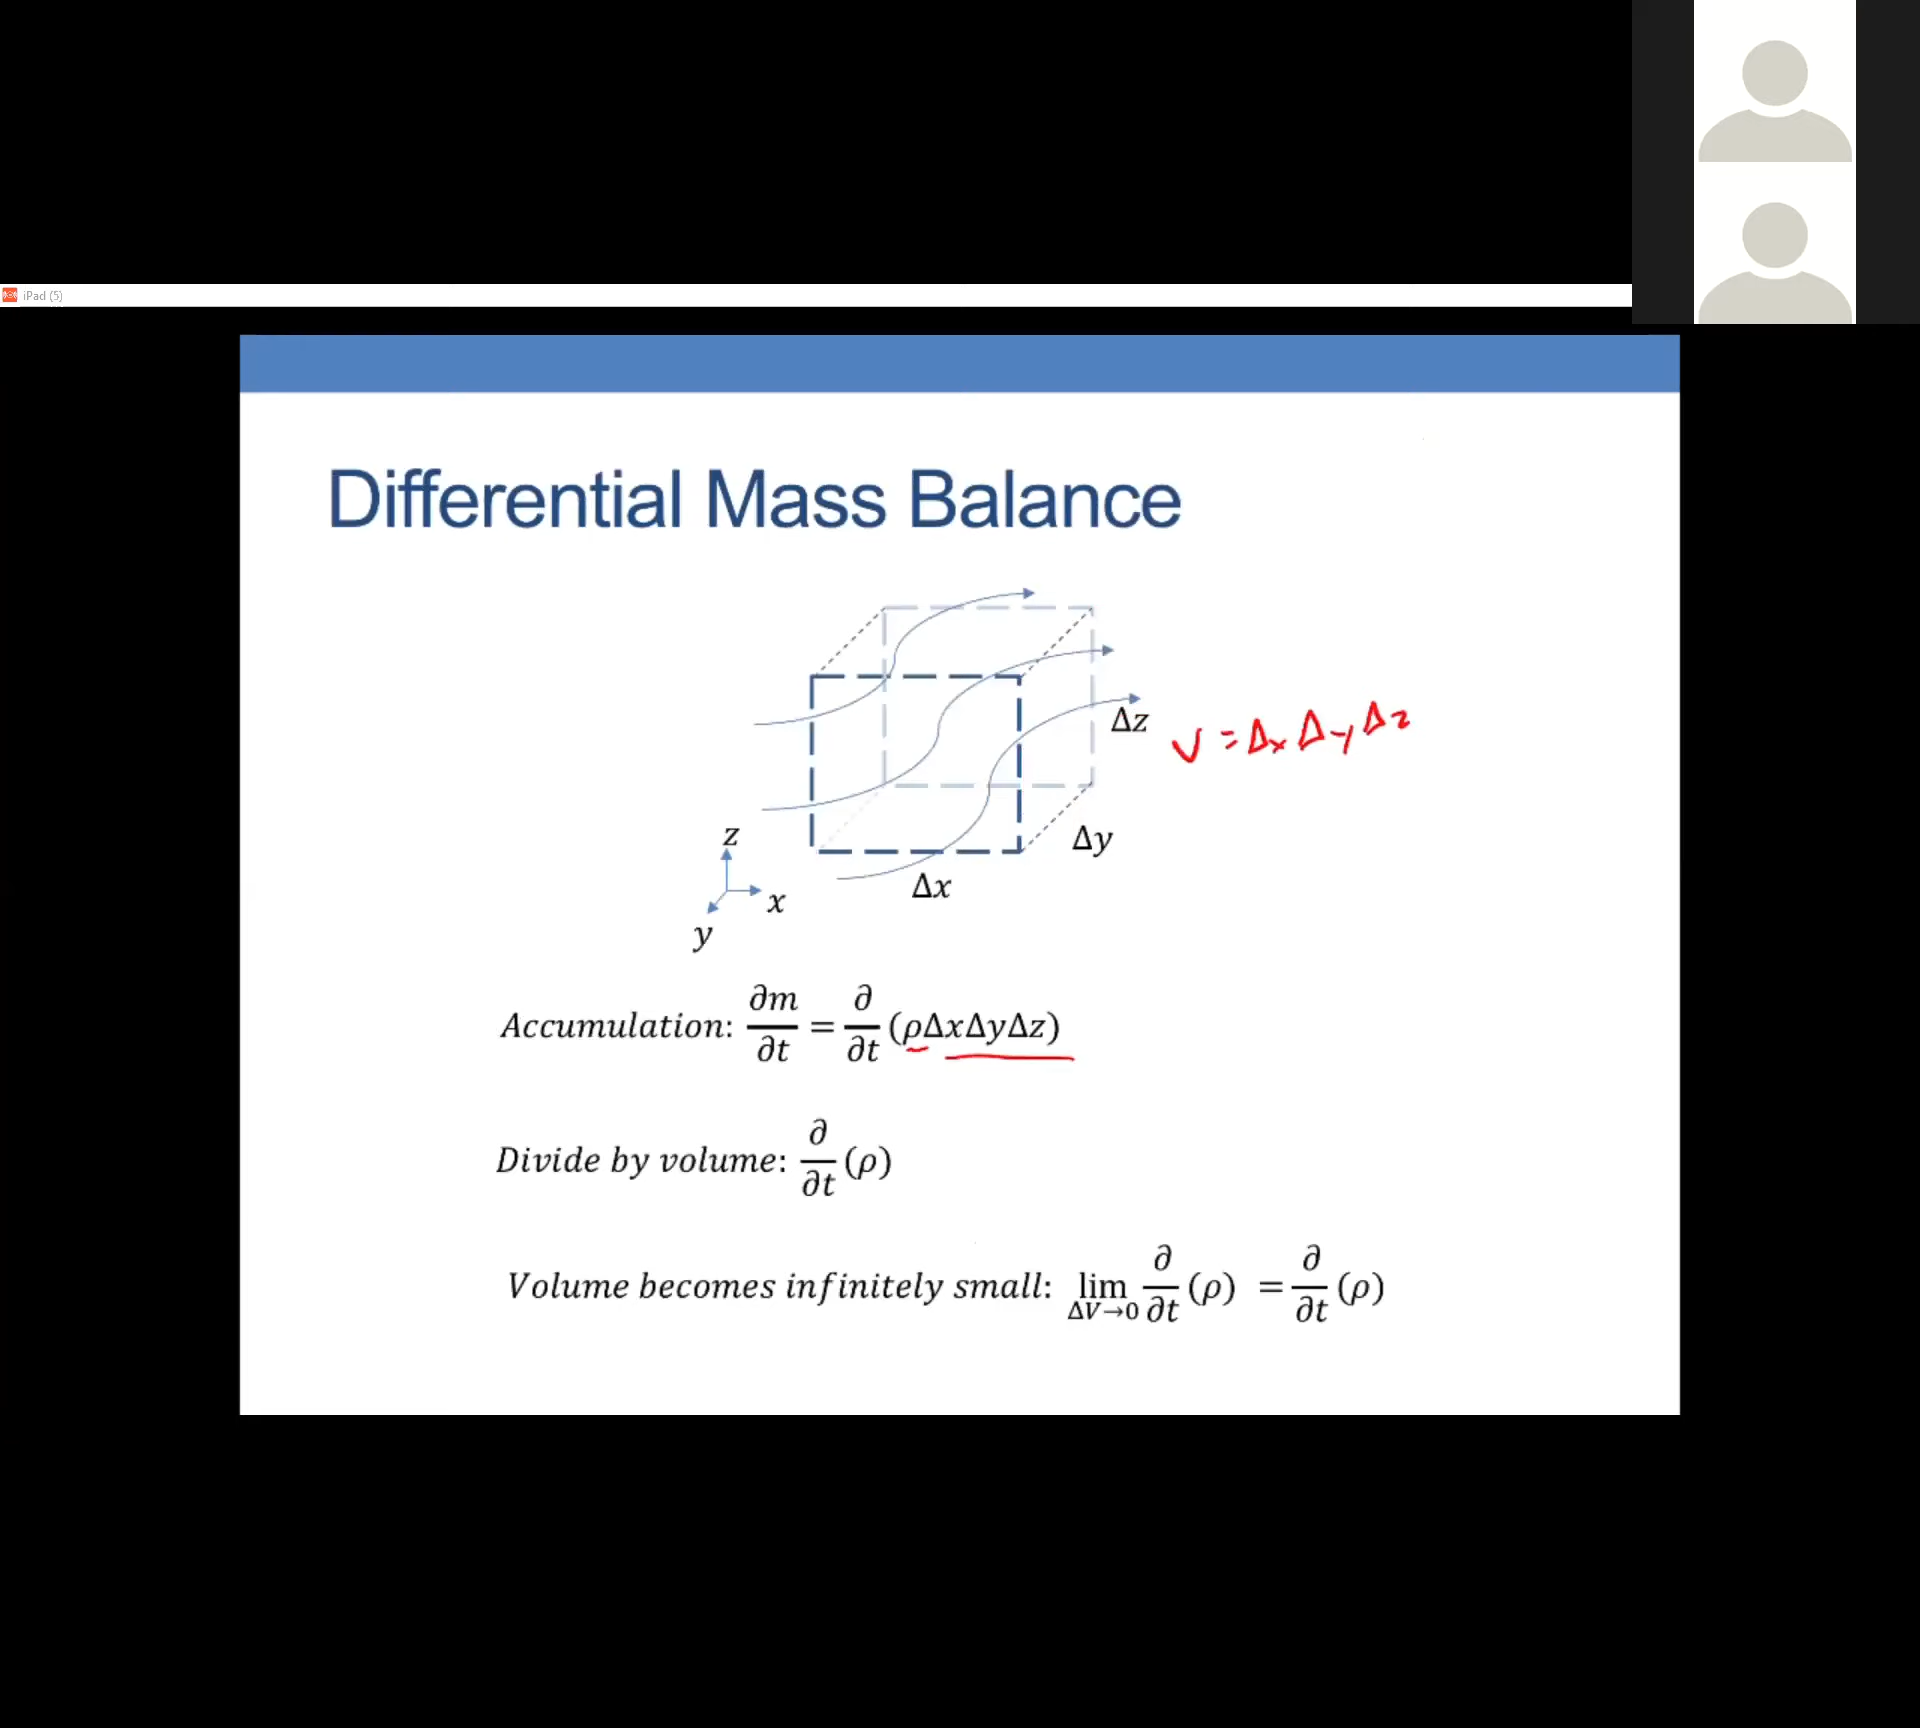 iPad (5)
Differential Mass Balance
Δz
V = Δx Δy Δz
Δy
z
Δx
x
y
Accumulation: ∂m/∂t = ∂/∂t (ρΔxΔyΔz)
Divide by volume: ∂/∂t (ρ)
Volume becomes infinitely small: lim ΔV→0 ∂/∂t (ρ) = ∂/∂t (ρ)